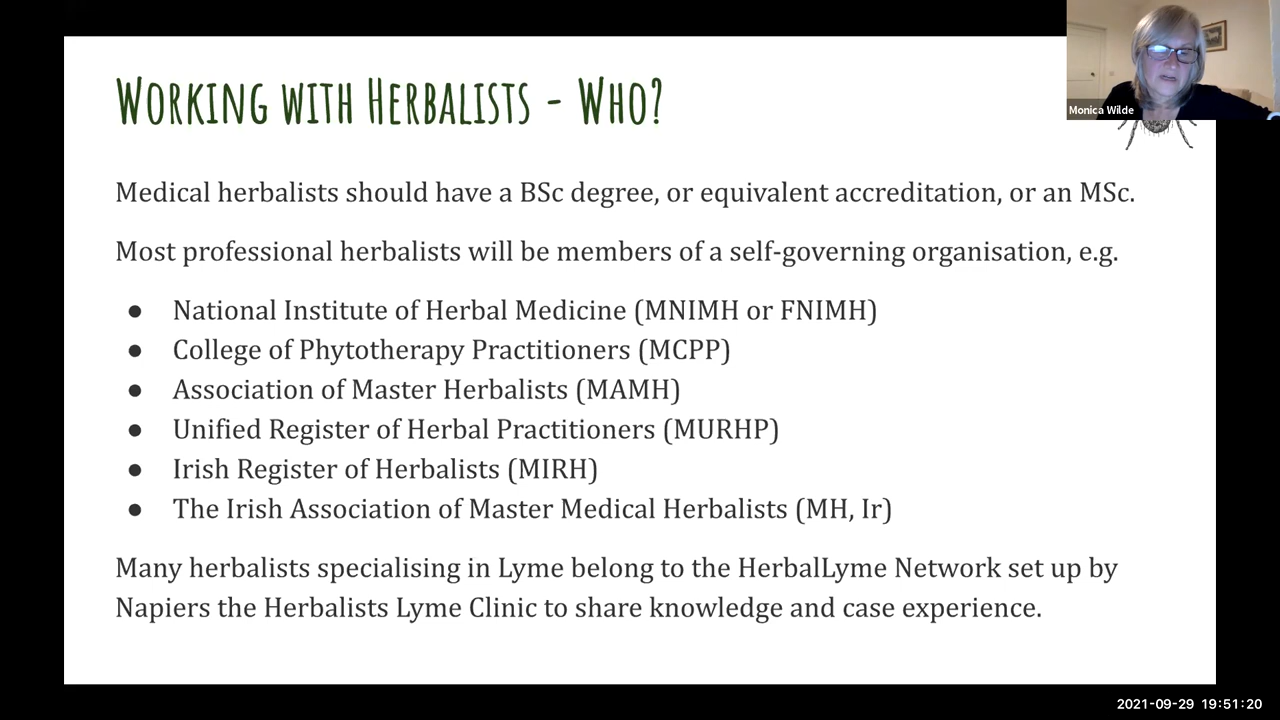 Working with Herbalists - Who?
Monica Wilde
Medical herbalists should have a BSc degree, or equivalent accreditation, or an MSc.
Most professional herbalists will be members of a self-governing organisation, e.g.
● National Institute of Herbal Medicine (MNIMH or FNIMH)
● College of Phytotherapy Practitioners (MCPP)
● Association of Master Herbalists (MAMH)
● Unified Register of Herbal Practitioners (MURHP)
● Irish Register of Herbalists (MIRH)
● The Irish Association of Master Medical Herbalists (MH, Ir)
Many herbalists specialising in Lyme belong to the HerbalLyme Network set up by
Napiers the Herbalists Lyme Clinic to share knowledge and case experience.
2021-09-29 19:51:20